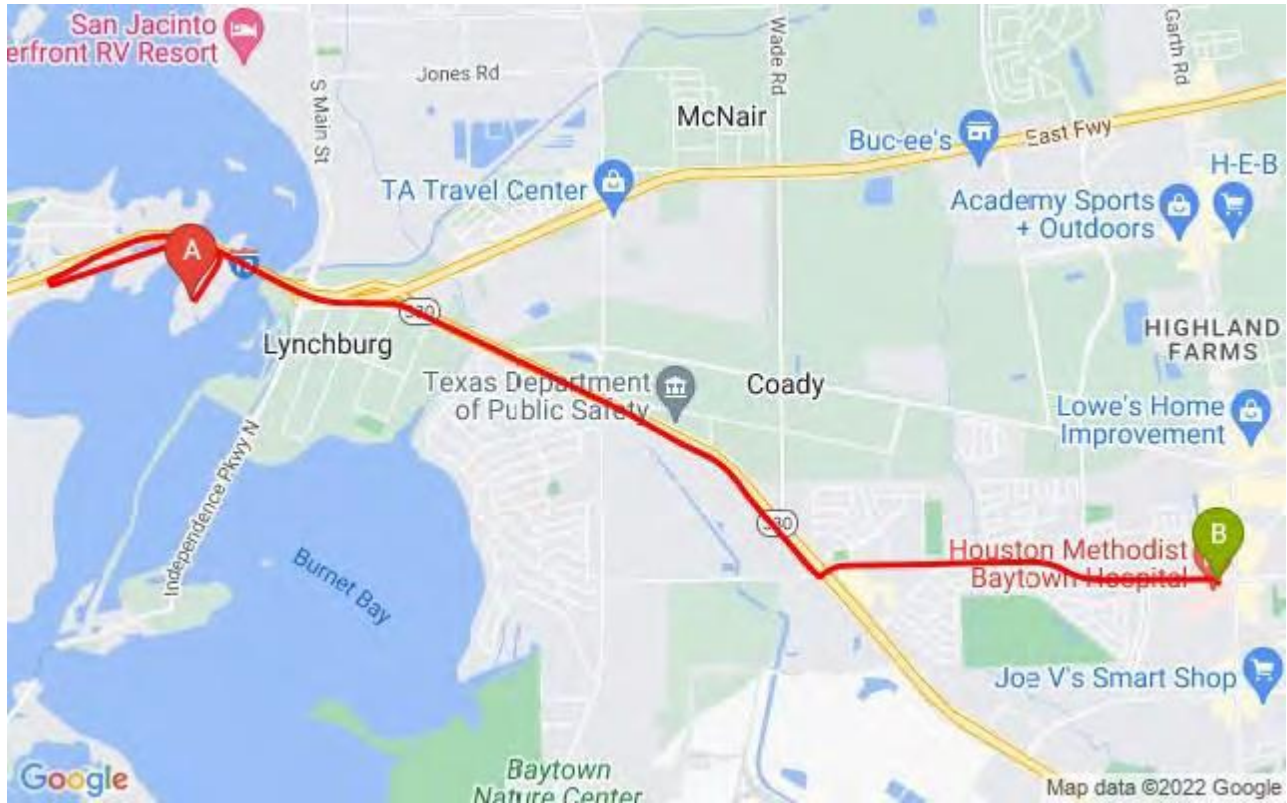 San Jacinto
erfront RV Resort
S Main St
Jones Rd
Wade Rd
Garth Rd
McNair
Buc-ee's
East Fwy
H-E-B
TA Travel Center
Academy Sports
+ Outdoors
A
330
Lynchburg
HIGHLAND
FARMS
Texas Department
of Public Safety
Coady
Lowe's Home
Improvement
Independence Pkwy N
330
B
Houston Methodist
Baytown Hospital
Burnet Bay
Joe V's Smart Shop
Baytown
Nature Center
Google
Map data ©2022 Google